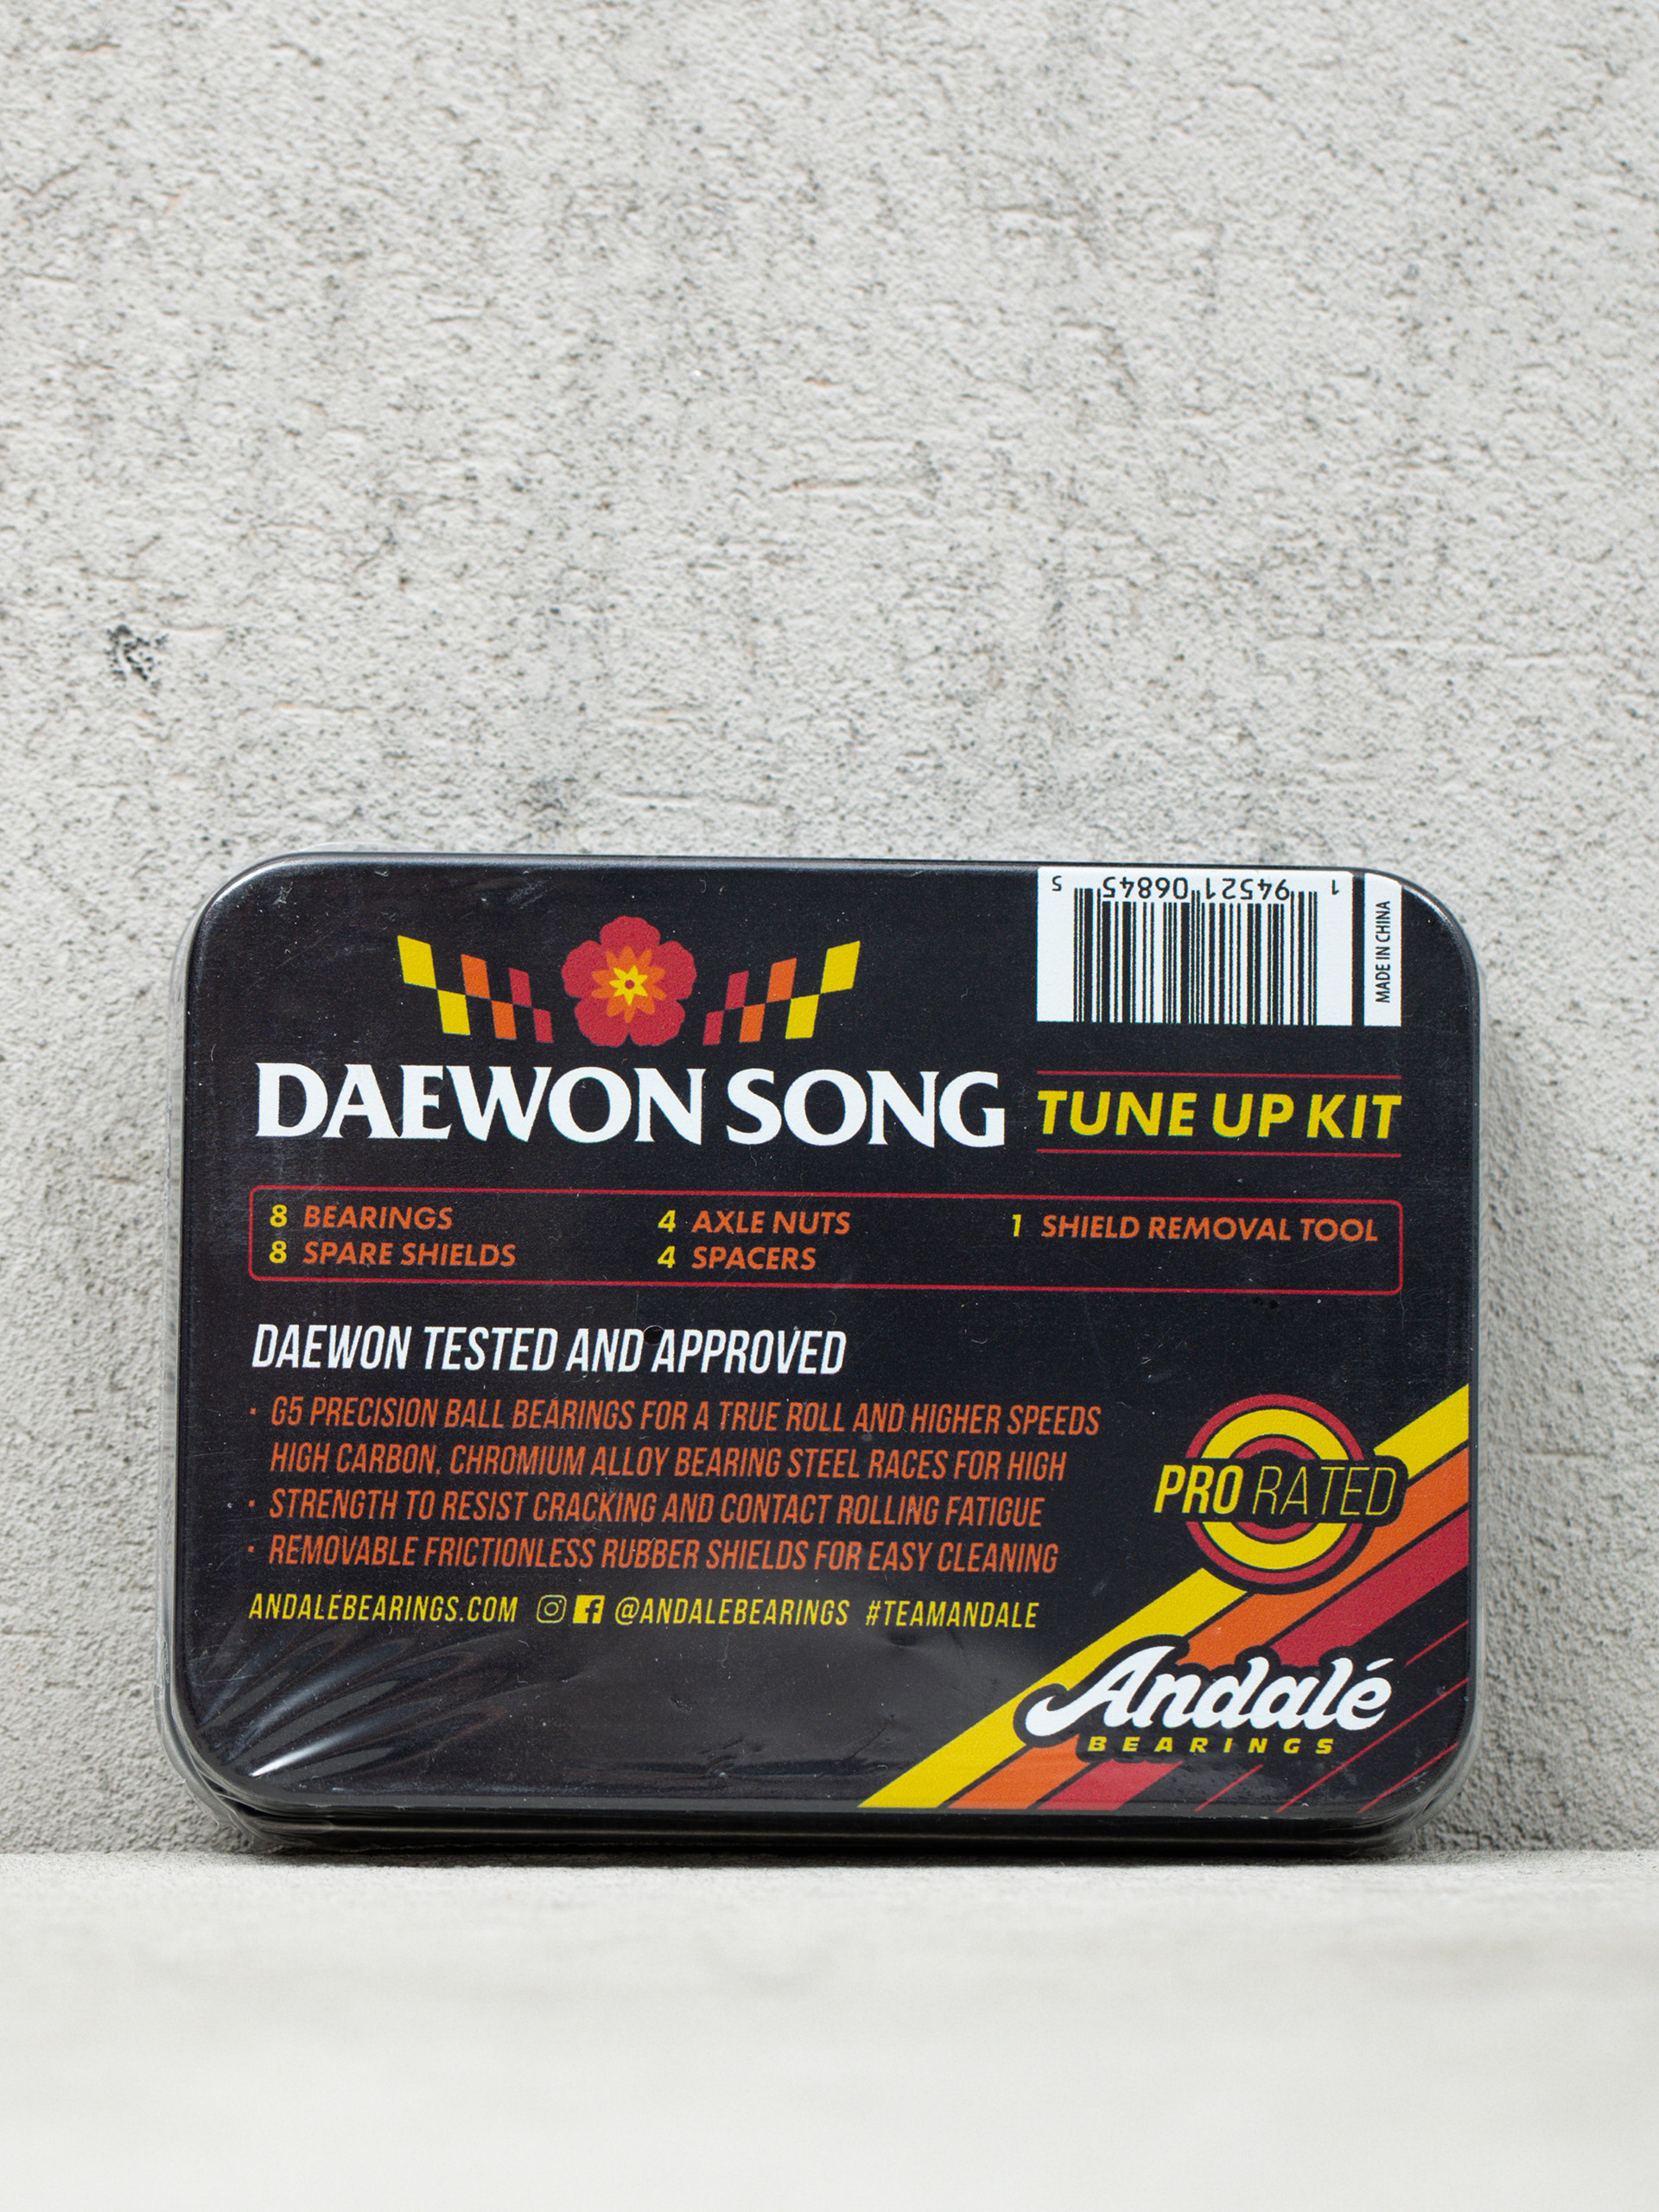 1 94521 06845 5
MADE IN CHINA
DAEWON SONG
TUNE UP KIT
8 BEARINGS 4 AXLE NUTS 1 SHIELD REMOVAL TOOL
8 SPARE SHIELDS 4 SPACERS
DAEWON TESTED AND APPROVED
· G5 PRECISION BALL BEARINGS FOR A TRUE ROLL AND HIGHER SPEEDS
HIGH CARBON, CHROMIUM ALLOY BEARING STEEL RACES FOR HIGH
· STRENGTH TO RESIST CRACKING AND CONTACT ROLLING FATIGUE
· REMOVABLE FRICTIONLESS RUBBER SHIELDS FOR EASY CLEANING
ANDALEBEARINGS.COM @ANDALEBEARINGS #TEAMANDALE
PRO RATED
Andalé
BEARINGS